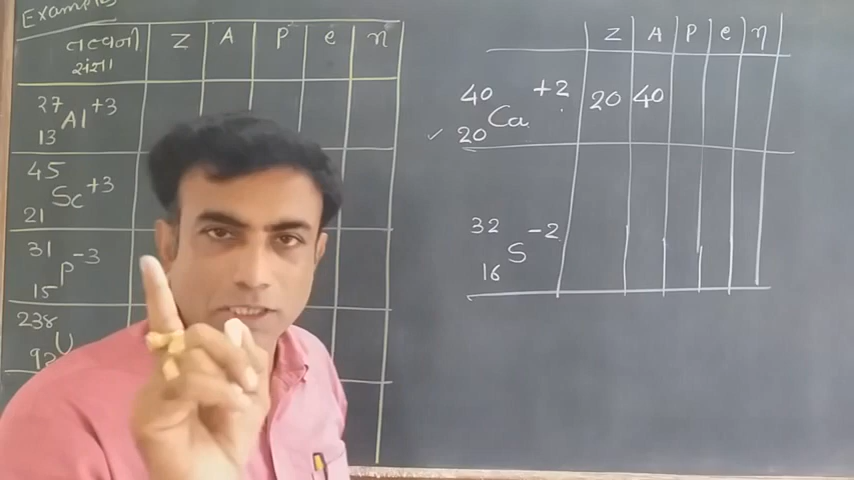 Example
તત્વની Z A P e n
સંજ્ઞા
27 Al +3
13
45 Sc +3
21
31 P -3
15
238 U
92
Z A P e n
40 Ca +2 20 40
✓ 20
32 S -2
16